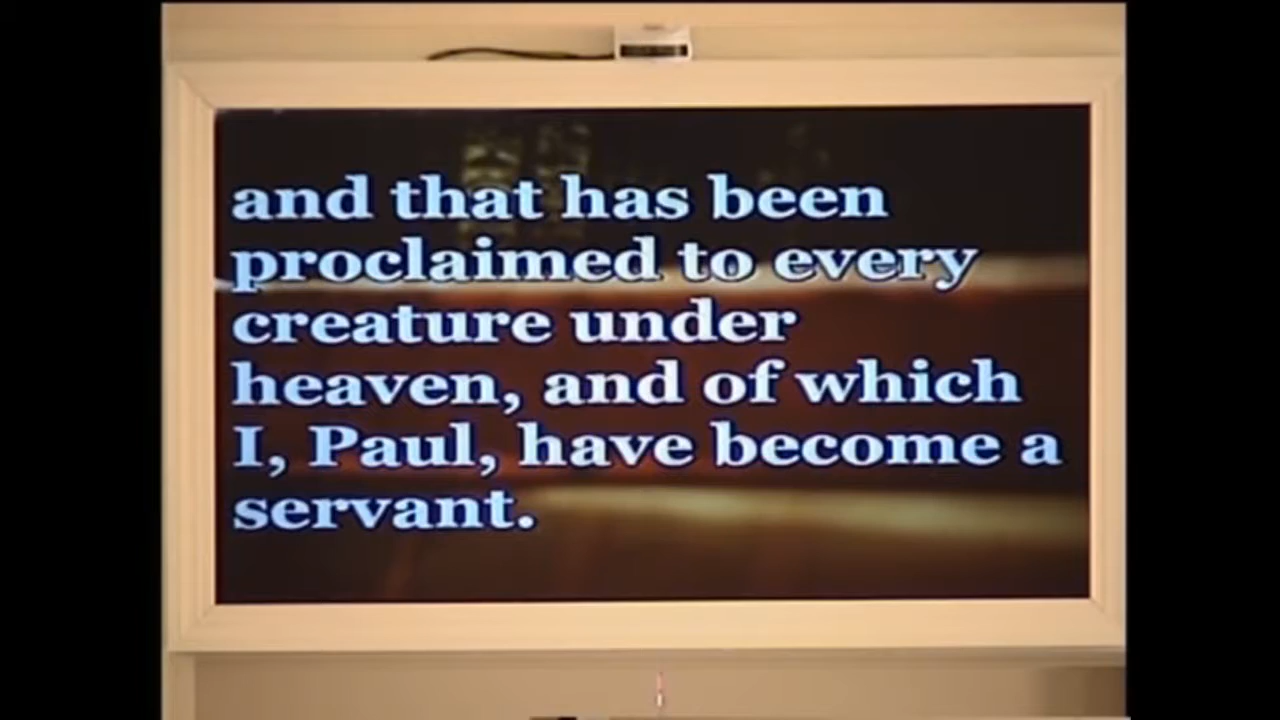 and that has been
proclaimed to every
creature under
heaven, and of which
I, Paul, have become a
servant.